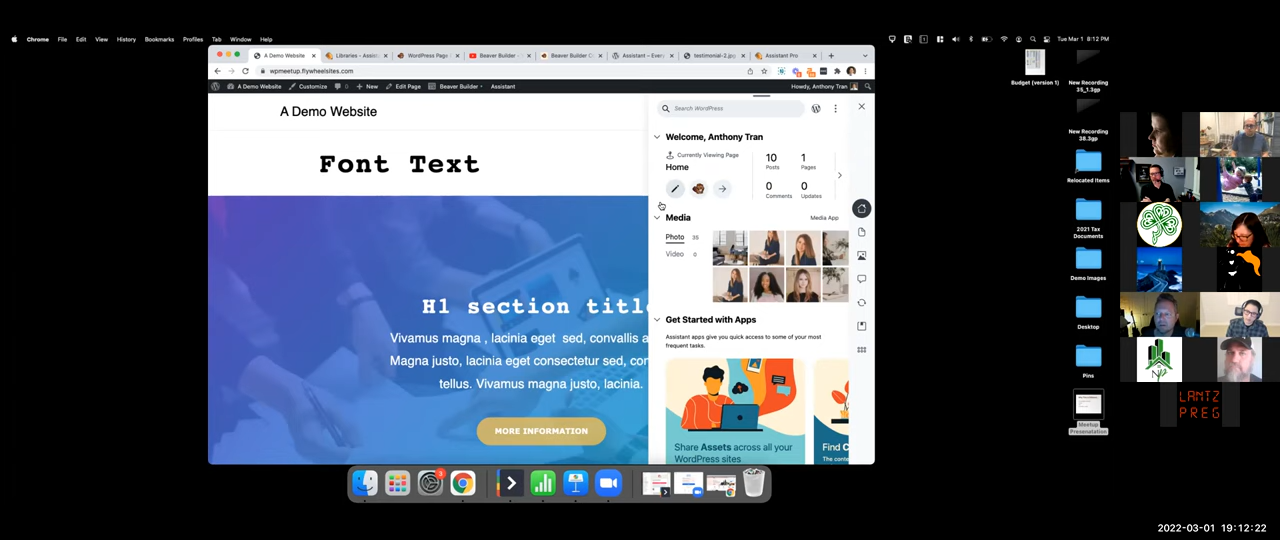 Chrome File Edit View History Bookmarks Profiles Tab Window Help
Tue Mar 1 8:12 PM
A Demo Website
Libraries – Assis
WordPress Page
Beaver Builder -
Beaver Builder C
Assistant – Every
testimonial-2.jpg
Assistant Pro
wpmeetup.flywheelsites.com
A Demo Website Customize 0 New Edit Page Beaver Builder Assistant
Howdy, Anthony Tran
A Demo Website
Font Text
H1 section title
Vivamus magna , lacinia eget sed, convallis a
Magna justo, lacinia eget consectetur sed, con
tellus. Vivamus magna justo, lacinia.
MORE INFORMATION
Search WordPress
Welcome, Anthony Tran
Currently Viewing Page
Home
10
Posts
1
Pages
0
Comments
0
Updates
Media
Media App
Photo 35
Video 0
Get Started with Apps
Assistant apps give you quick access to some of your most
frequent tasks.
Share Assets across all your
WordPress sites
Find C
The conte
Budget (version 1)
New Recording
35_1.3gp
New Recording
38.3gp
Relocated Items
2021 Tax
Documents
Demo Images
Desktop
Pins
Meetup
Presenatation
LANTZ
PREG
2022-03-01 19:12:22